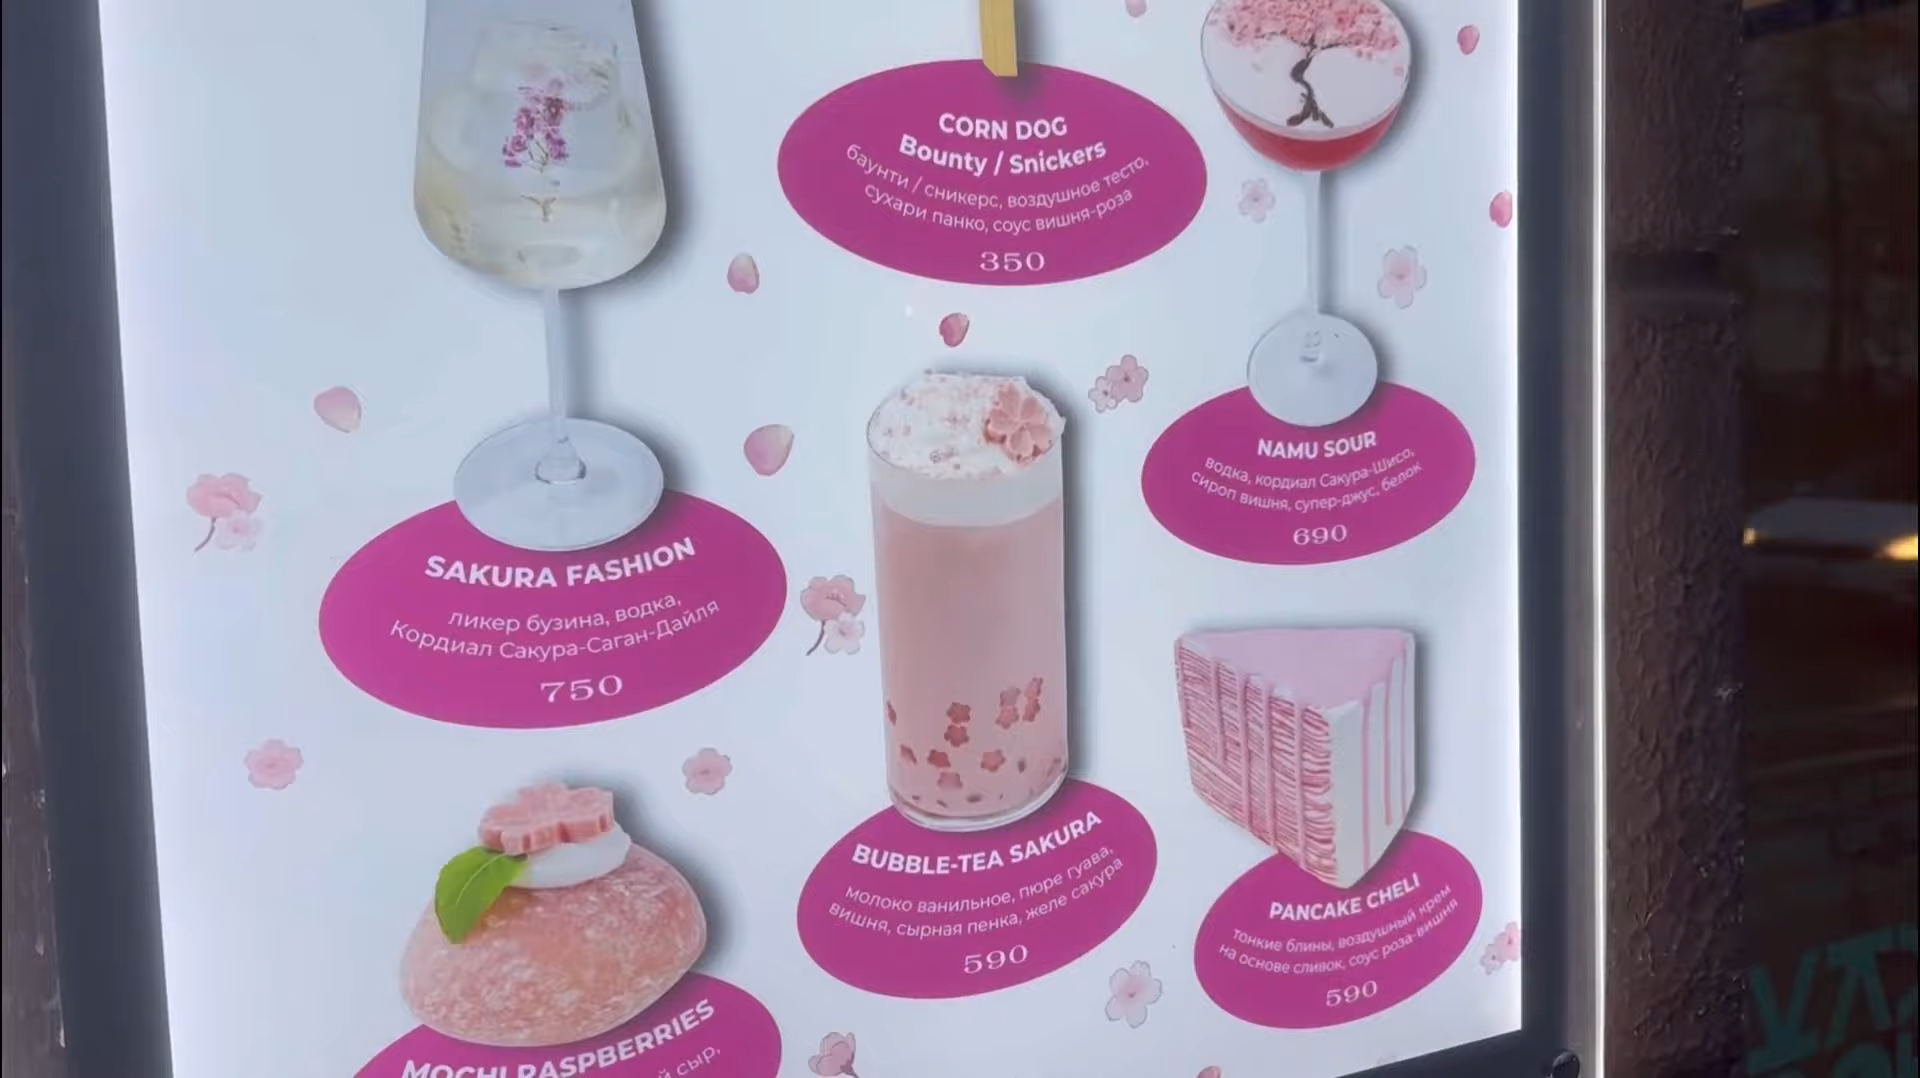 CORN DOG
Bounty / Snickers
баунти / сникерс, воздушное тесто,
сухари панко, соус вишня-роза
350
NAMU SOUR
водка, кордиал Сакура-Шисо,
сироп вишня, супер-джус, белок
690
SAKURA FASHION
ликер бузина, водка,
Кордиал Сакура-Саган-Дайля
750
BUBBLE-TEA SAKURA
молоко ванильное, пюре гуава,
вишня, сырная пенка, желе сакура
590
PANCAKE CHELI
тонкие блины, воздушный крем
на основе сливок, соус роза-вишня
590
MOCHI RASPBERRIES
сыр,